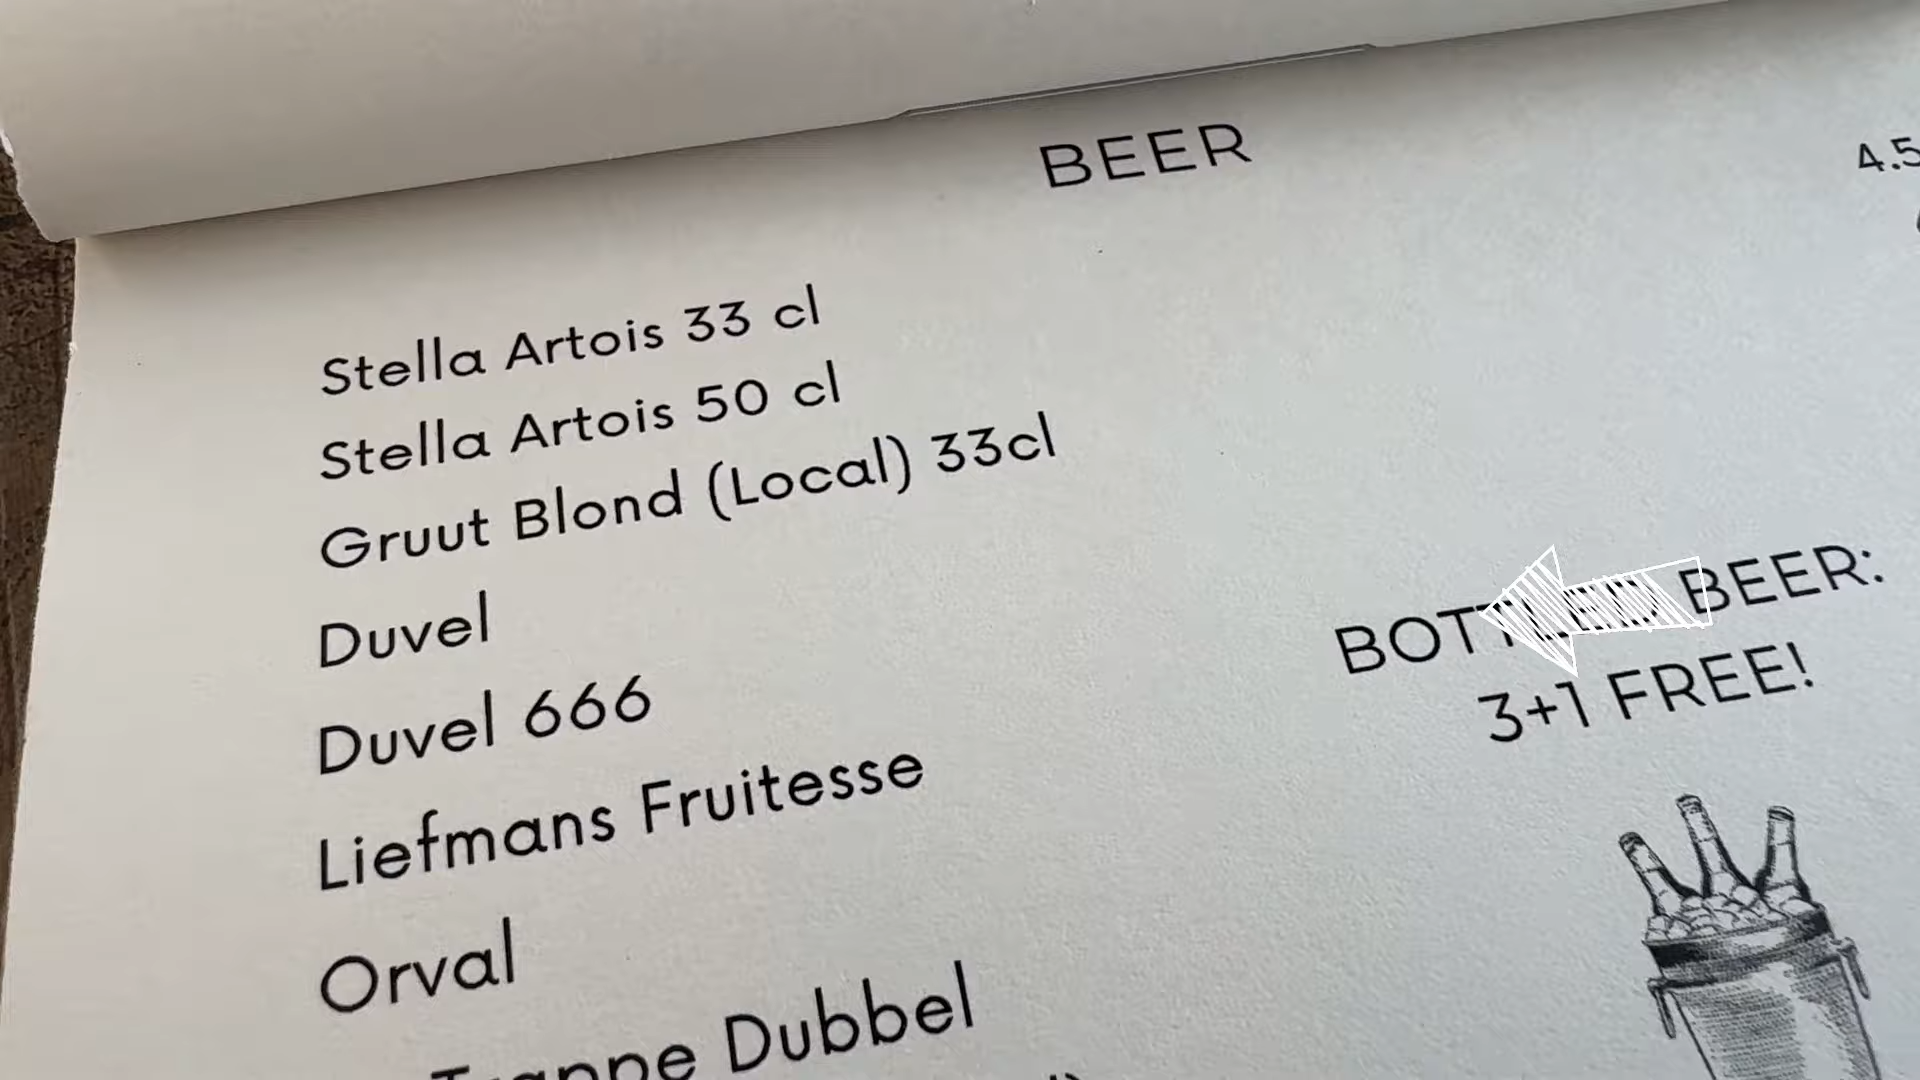 BEER
4.5
Stella Artois 33 cl
Stella Artois 50 cl
Gruut Blond (Local) 33cl
Duvel
Duvel 666
Liefmans Fruitesse
Orval
BOTTLED BEER:
3+1 FREE!
Dubbel